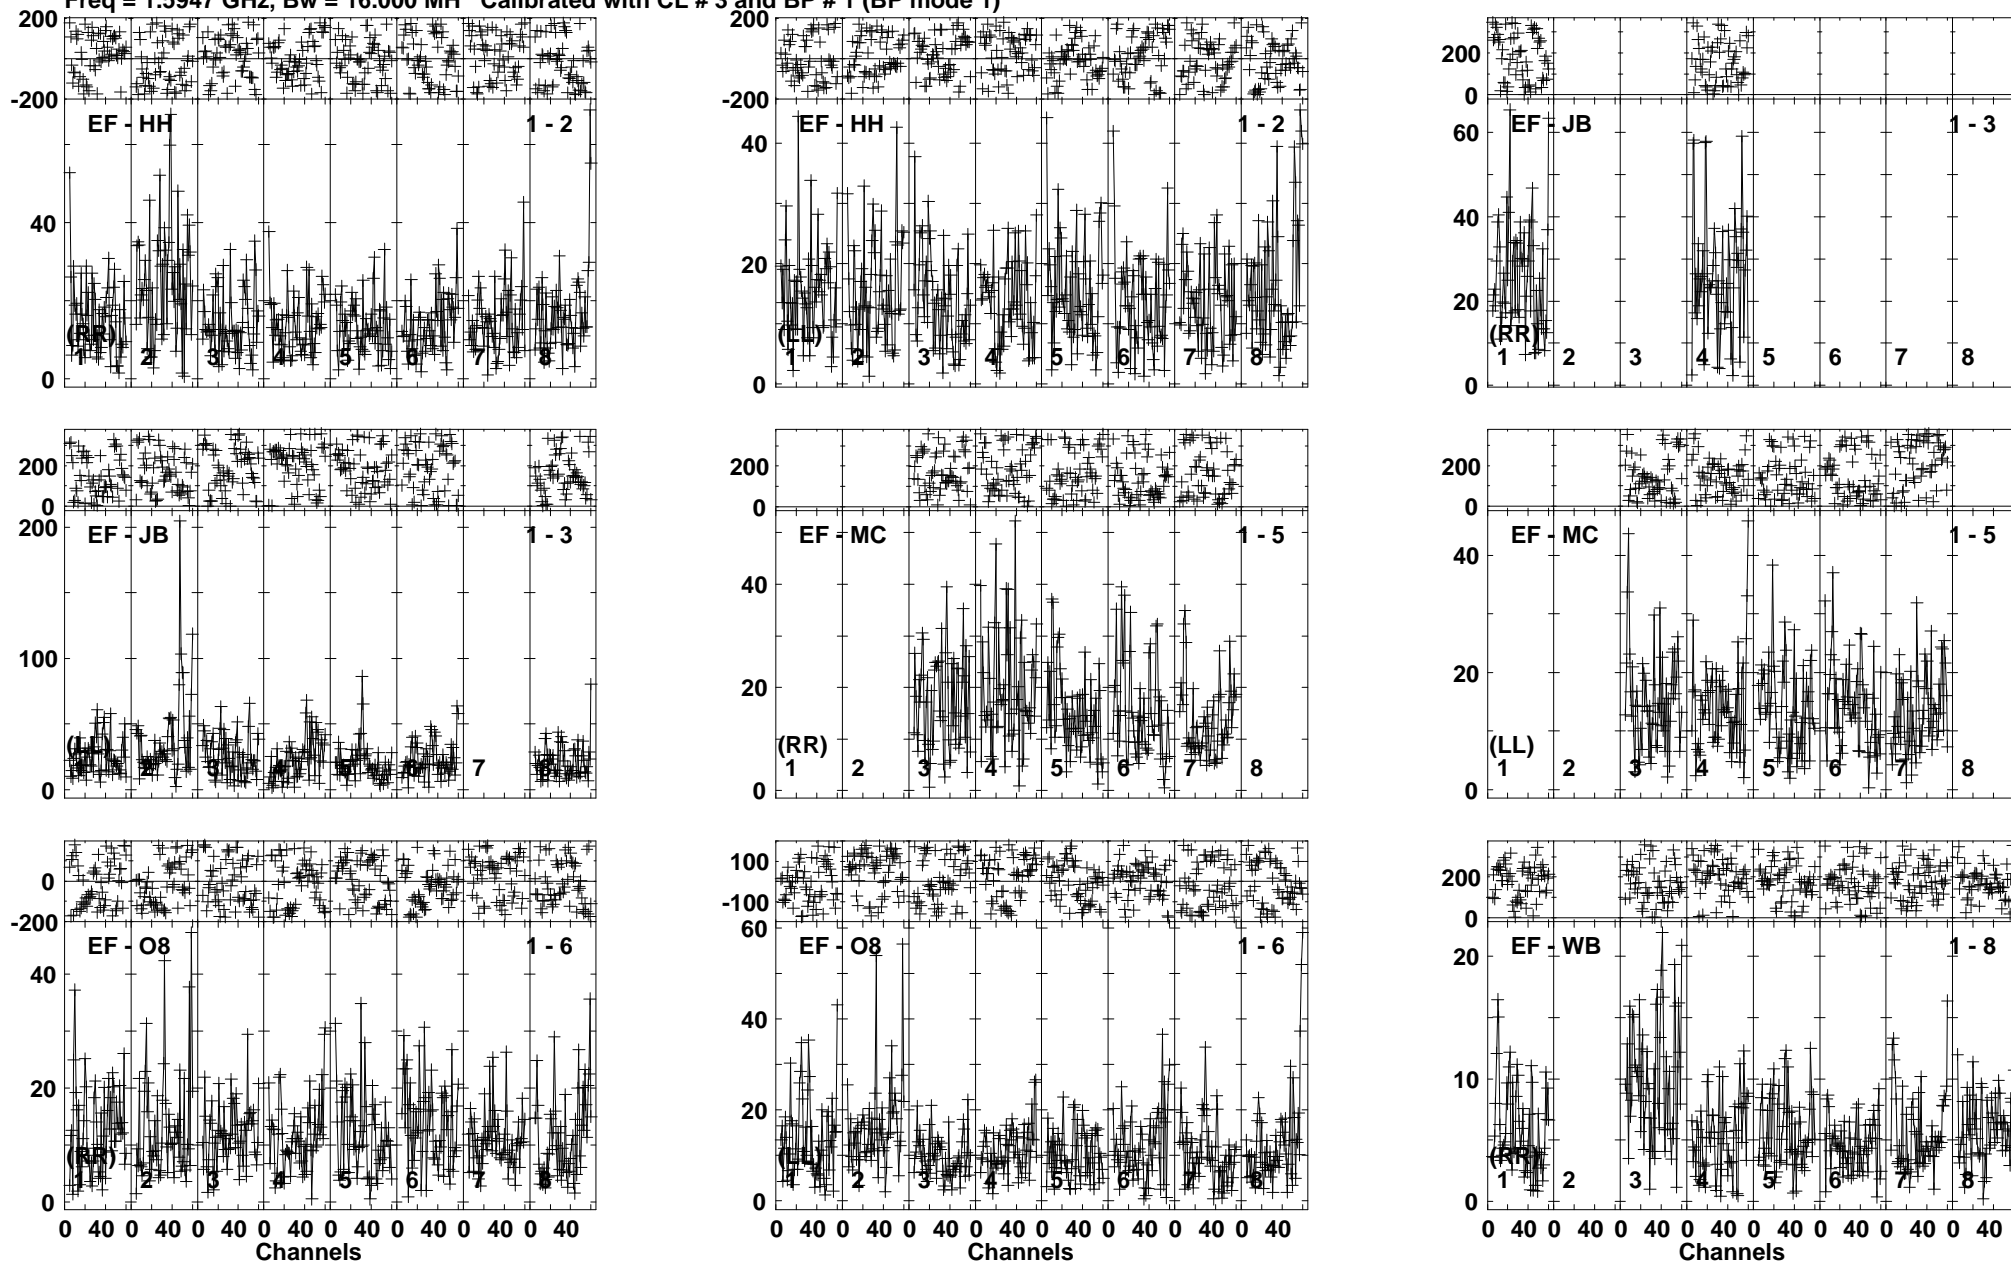 Freq = 1.5947 GHz, Bw = 16.000 MH Calibrated with CL # 3 and BP # 1 (BP mode 1)
200 200 200
-200 -200 0
EF - HH 1 - 2 EF - HH 1 - 2 EF - JB 1 - 3
60
40 40 40
20 20
(RR) (LL) (RR)
1 2 3 4 5 6 7 8 1 2 3 4 5 6 7 8 1 2 3 4 5 6 7 8
0 0 0
200 200 200
0 0 0
200
EF - JB 1 - 3 EF - MC 1 - 5 EF - MC 1 - 5
100 40 40
20 20
(LL) (RR) (LL)
1 2 3 4 5 6 7 8 1 2 3 4 5 6 7 8 1 2 3 4 5 6 7 8
0 0 0
0 100 200
-200 -100 0
60
EF - O8 1 - 6 EF - O8 1 - 6 EF - WB 1 - 8
40 40 20
20 20 10
(RR) (LL) (RR)
1 2 3 4 5 6 7 8 1 2 3 4 5 6 7 8 1 2 3 4 5 6 7 8
0 0 0
0 40 0 40 0 40 0 40 0 40 0 40 0 40 0 40 0 40 0 40 0 40 0 40 0 40 0 40 0 40 0 40 0 40 0 40 0 40 0 40 0 40 0 40 0 40 0 40
Channels Channels